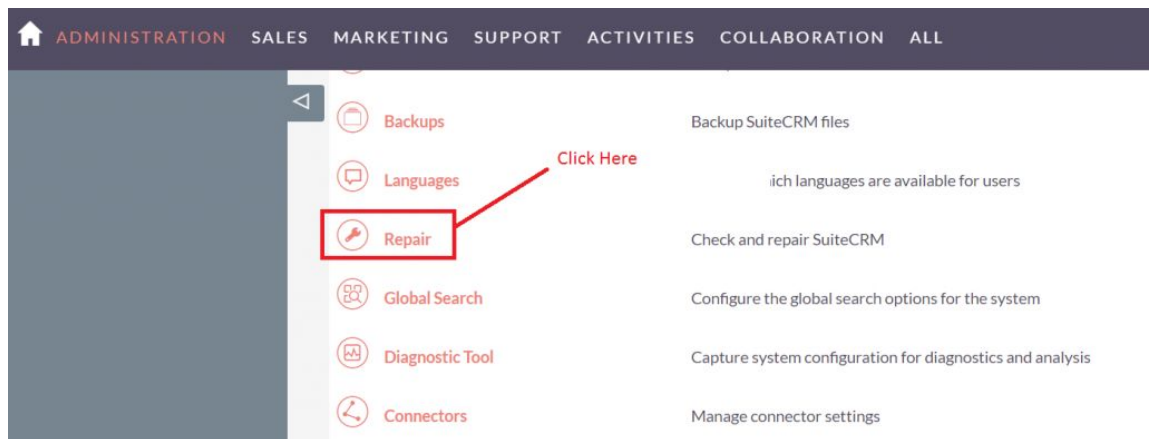 ADMINISTRATION SALES MARKETING SUPPORT ACTIVITIES COLLABORATION ALL
Backups Backup SuiteCRM files
Click Here
Languages ich languages are available for users
Repair Check and repair SuiteCRM
Global Search Configure the global search options for the system
Diagnostic Tool Capture system configuration for diagnostics and analysis
Connectors Manage connector settings